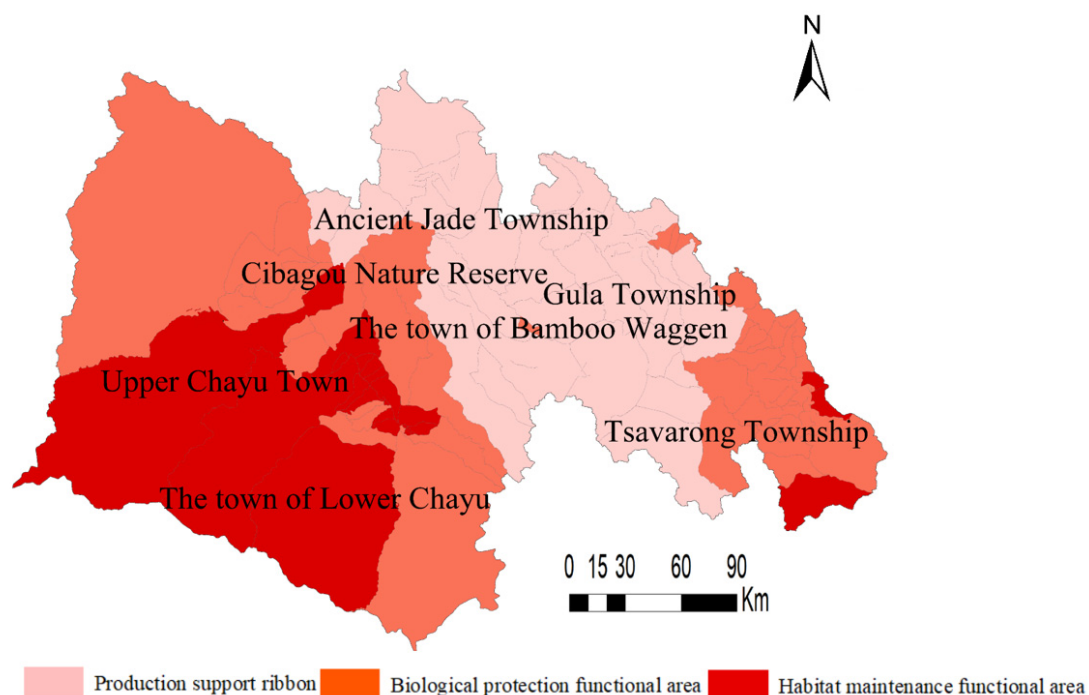 N
Ancient Jade Township
Cibagou Nature Reserve
Gula Township
The town of Bamboo Waggen
Upper Chayu Town
Tsavarong Township
The town of Lower Chayu
0 15 30 60 90
Km
Production support ribbon Biological protection functional area Habitat maintenance functional area